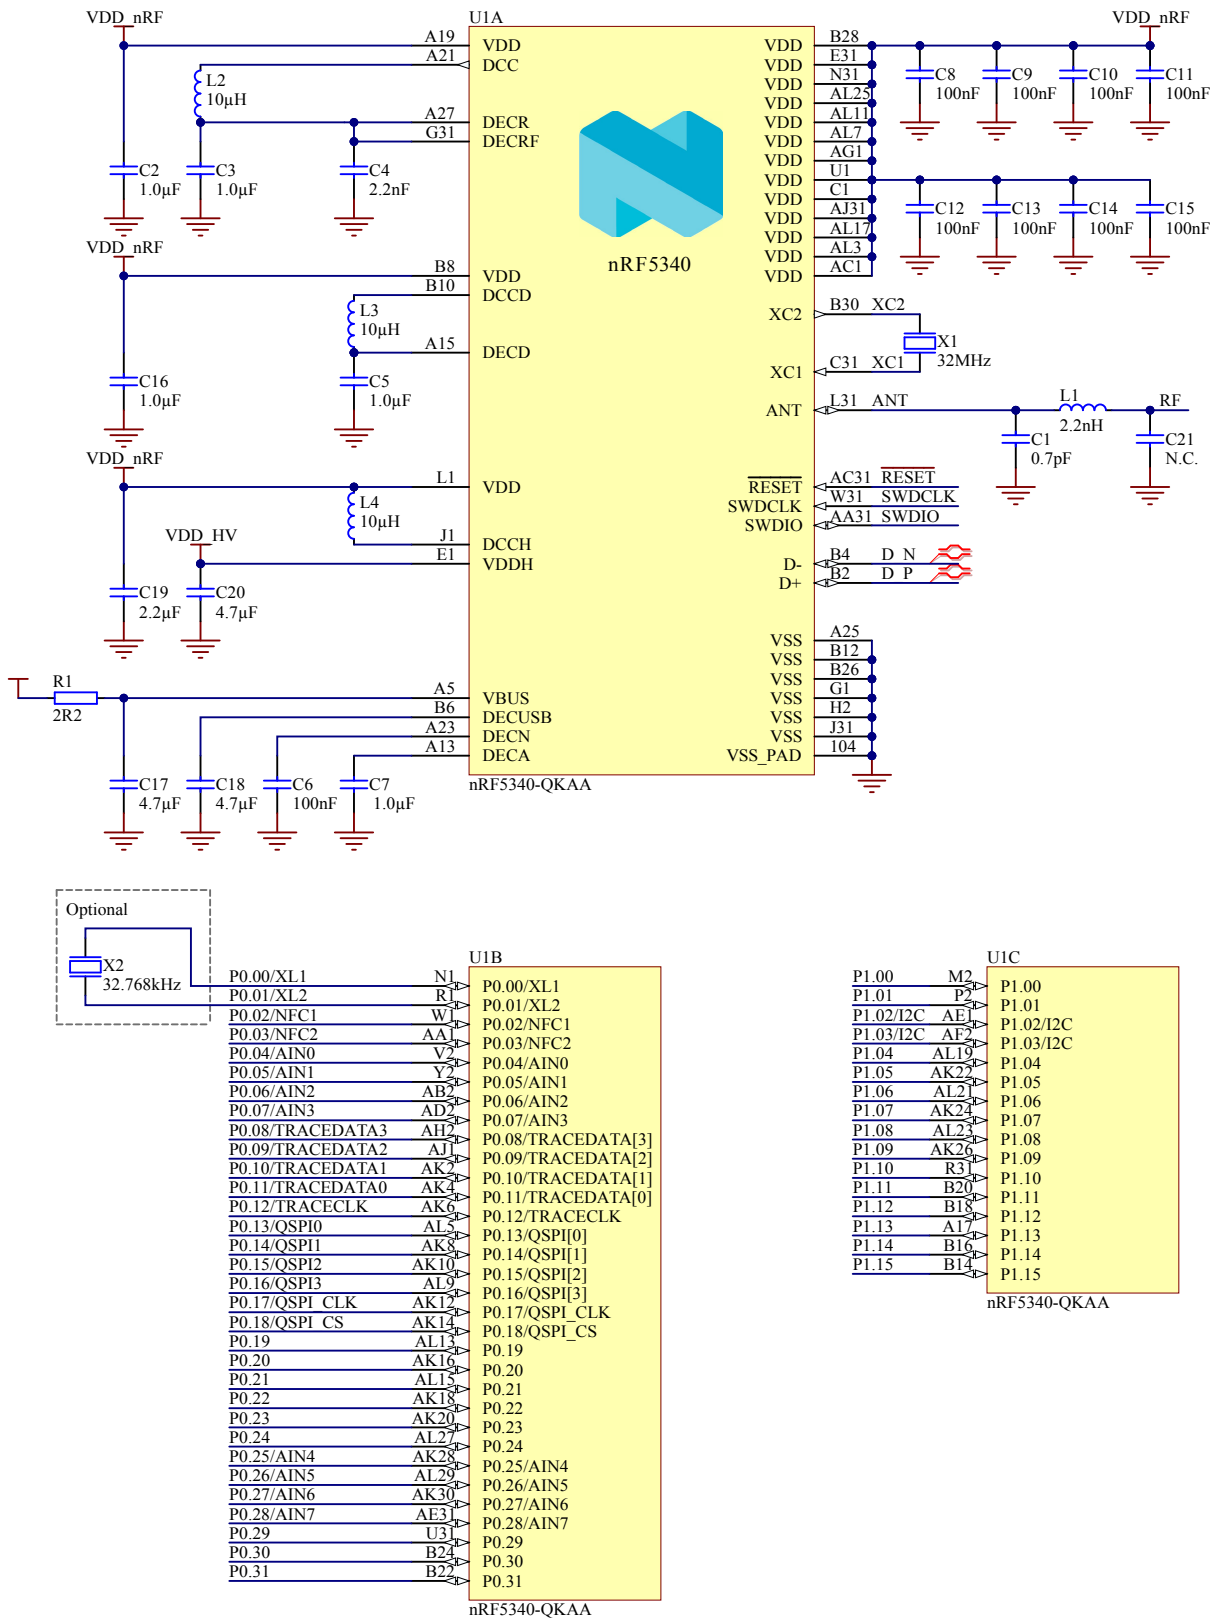 VDD_nRF
U1A
VDD_nRF
A19 VDD
A21 DCC
L2
10µH
A27 DECR
G31 DECRF
C2
1.0µF
C3
1.0µF
C4
2.2nF
VDD B28
VDD E31
VDD N31
VDD AL25
VDD AL11
VDD AL7
VDD AG1
VDD U1
VDD C1
VDD AJ31
VDD AL17
VDD AL3
VDD AC1
C8
100nF
C9
100nF
C10
100nF
C11
100nF
C12
100nF
C13
100nF
C14
100nF
C15
100nF
nRF5340
VDD_nRF
B8 VDD
B10 DCCD
L3
10µH
A15 DECD
C16
1.0µF
C5
1.0µF
XC2 B30 XC2
X1
32MHz
XC1 C31 XC1
ANT L31 ANT
L1
2.2nH
RF
C1
0.7pF
C21
N.C.
VDD_nRF
L1 VDD
L4
10µH
VDD_HV
J1 DCCH
E1 VDDH
C19
2.2µF
C20
4.7µF
RESET AC31 RESET
SWDCLK W31 SWDCLK
SWDIO AA31 SWDIO
D- B4 D_N
D+ B2 D_P
VSS A25
VSS B12
VSS B26
VSS G1
VSS H2
VSS J31
VSS_PAD 104
R1
2R2
A5 VBUS
B6 DECUSB
A23 DECN
A13 DECA
C17
4.7µF
C18
4.7µF
C6
100nF
C7
1.0µF
nRF5340-QKAA
Optional
X2
32.768kHz
U1B
P0.00/XL1 N1 P0.00/XL1
P0.01/XL2 R1 P0.01/XL2
P0.02/NFC1 W1 P0.02/NFC1
P0.03/NFC2 AA1 P0.03/NFC2
P0.04/AIN0 V2 P0.04/AIN0
P0.05/AIN1 Y2 P0.05/AIN1
P0.06/AIN2 AB2 P0.06/AIN2
P0.07/AIN3 AD2 P0.07/AIN3
P0.08/TRACEDATA3 AH2 P0.08/TRACEDATA[3]
P0.09/TRACEDATA2 AJ1 P0.09/TRACEDATA[2]
P0.10/TRACEDATA1 AK2 P0.10/TRACEDATA[1]
P0.11/TRACEDATA0 AK4 P0.11/TRACEDATA[0]
P0.12/TRACECLK AK6 P0.12/TRACECLK
P0.13/QSPI0 AL5 P0.13/QSPI[0]
P0.14/QSPI1 AK8 P0.14/QSPI[1]
P0.15/QSPI2 AK10 P0.15/QSPI[2]
P0.16/QSPI3 AL9 P0.16/QSPI[3]
P0.17/QSPI_CLK AK12 P0.17/QSPI_CLK
P0.18/QSPI_CS AK14 P0.18/QSPI_CS
P0.19 AL13 P0.19
P0.20 AK16 P0.20
P0.21 AL15 P0.21
P0.22 AK18 P0.22
P0.23 AK20 P0.23
P0.24 AL27 P0.24
P0.25/AIN4 AK28 P0.25/AIN4
P0.26/AIN5 AL29 P0.26/AIN5
P0.27/AIN6 AK30 P0.27/AIN6
P0.28/AIN7 AE31 P0.28/AIN7
P0.29 U31 P0.29
P0.30 B24 P0.30
P0.31 B22 P0.31
nRF5340-QKAA
U1C
P1.00 M2 P1.00
P1.01 P2 P1.01
P1.02/I2C AE1 P1.02/I2C
P1.03/I2C AF2 P1.03/I2C
P1.04 AL19 P1.04
P1.05 AK22 P1.05
P1.06 AL21 P1.06
P1.07 AK24 P1.07
P1.08 AL23 P1.08
P1.09 AK26 P1.09
P1.10 R31 P1.10
P1.11 B20 P1.11
P1.12 B18 P1.12
P1.13 A17 P1.13
P1.14 B16 P1.14
P1.15 B14 P1.15
nRF5340-QKAA